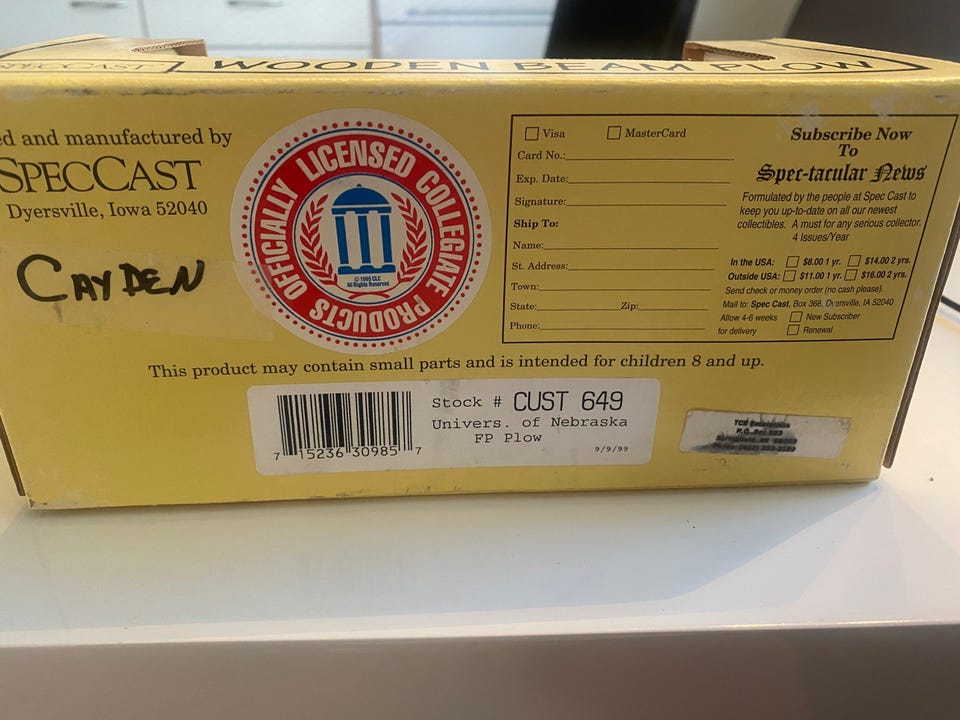 SPECCAST
WOODEN BEAM PLOW
ed and manufactured by
SPECCAST
Dyersville, Iowa 52040
CAYDEN
OFFICIALLY LICENSED COLLEGIATE PRODUCTS
© 1995 CLC
All Rights Reserved
Visa MasterCard
Card No.:
Exp. Date:
Signature:
Ship To:
Name:
St. Address:
Town:
State: Zip:
Phone:
Subscribe Now
To
Spec-tacular News
Formulated by the people at Spec Cast to
keep you up-to-date on all our newest
collectibles. A must for any serious collector.
4 Issues/Year
In the USA: $8.00 1 yr. $14.00 2 yrs.
Outside USA: $11.00 1 yr. $16.00 2 yrs.
Send check or money order (no cash please).
Mail to: Spec Cast, Box 368, Dyersville, IA 52040
Allow 4-6 weeks New Subscriber
for delivery Renewal
This product may contain small parts and is intended for children 8 and up.
Stock # CUST 649
Univers. of Nebraska
FP Plow
9/9/99
7 15236 30985 7
P.O. Box